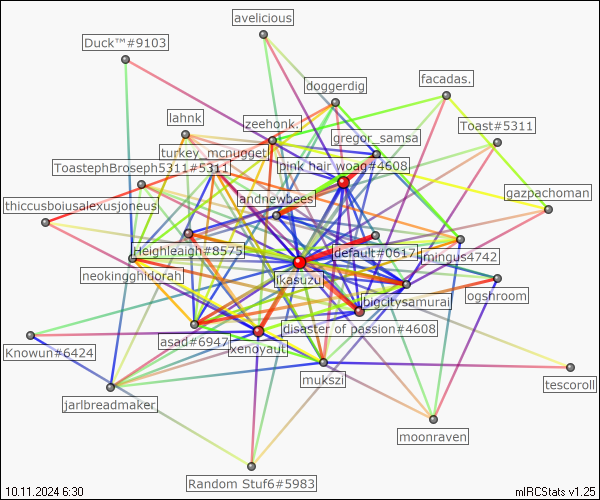 avelicious
Duck™#9103
facadas.
doggerdig
lahnk
zeehonk.
gregor_samsa
Toast#5311
turkey_mcnugget
pink hair woag#4608
ToastephBroseph5311#5311
andnewbees
gazpachoman
thiccusboiusalexusjoneus
Heighleaigh#8575
default#0617
jmingus4742
neokingghidorah
ikasuzu
ogshroom
biocitysamurai
disaster of passion#4608
asad#6947
xenoyaut
Knowun#6424
mukszi
tescoroll
jarlbreadmaker
moonraven
Random Stuf6#5983
10.11.2024 6:30
mIRCStats v1.25